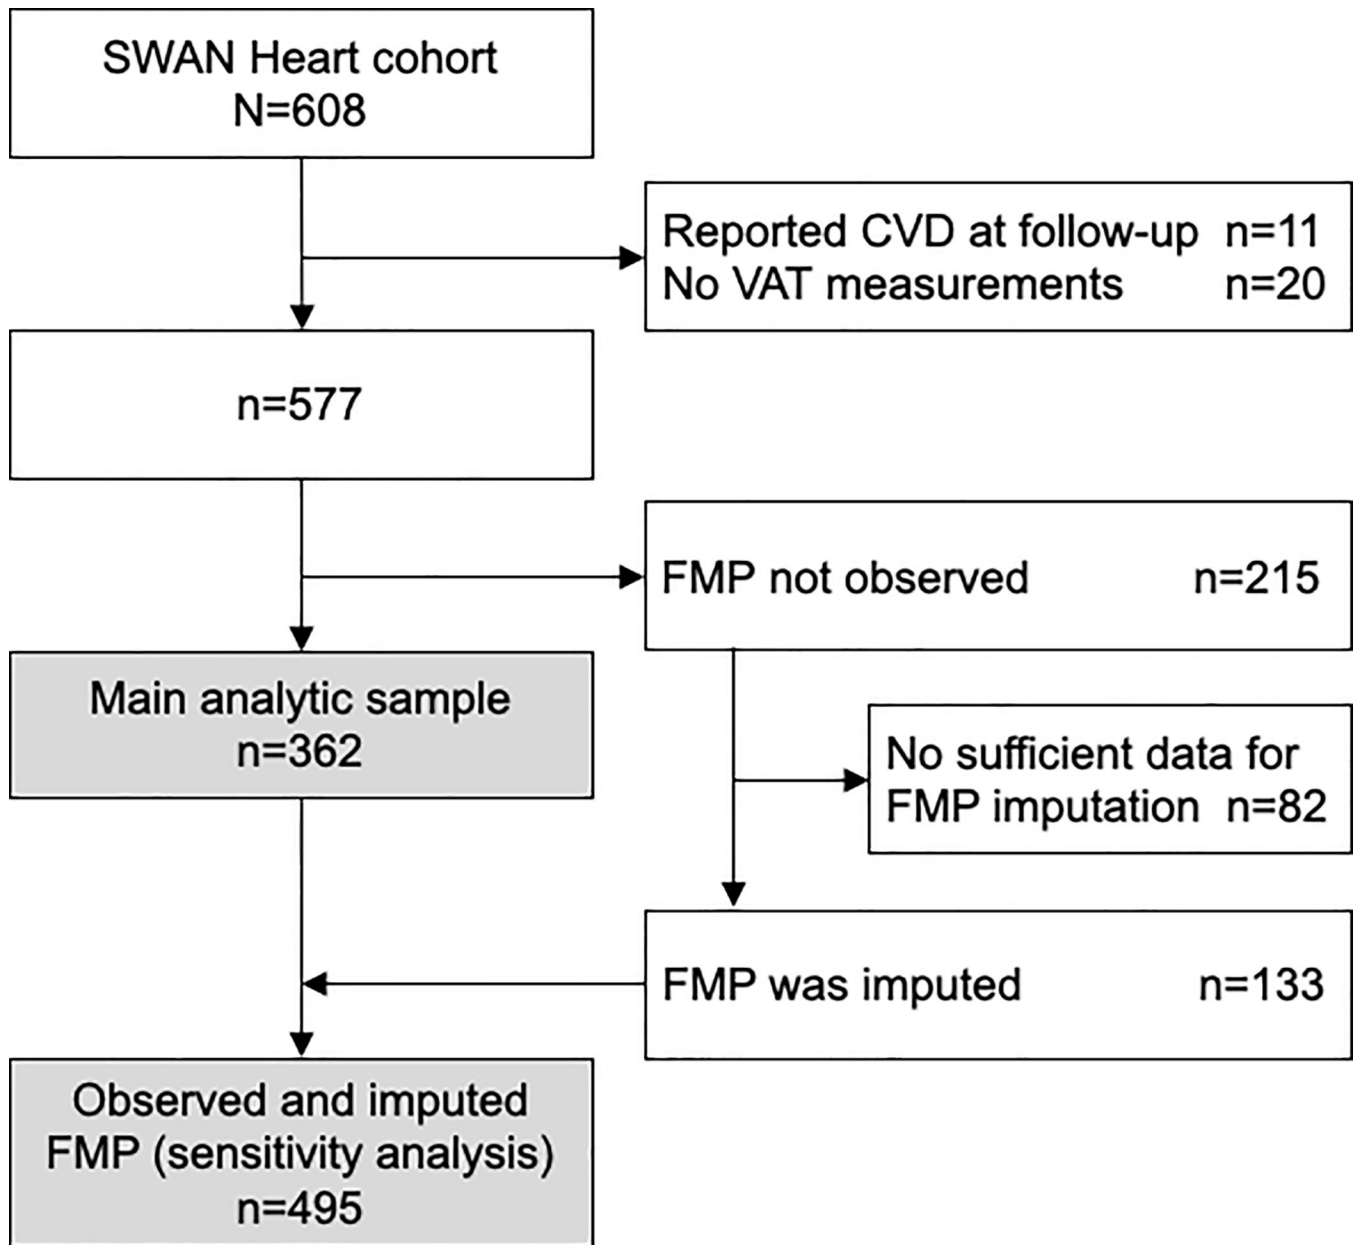 SWAN Heart cohort
N=608
Reported CVD at follow-up n=11
No VAT measurements n=20
n=577
FMP not observed n=215
Main analytic sample
n=362
No sufficient data for
FMP imputation n=82
FMP was imputed n=133
Observed and imputed
FMP (sensitivity analysis)
n=495